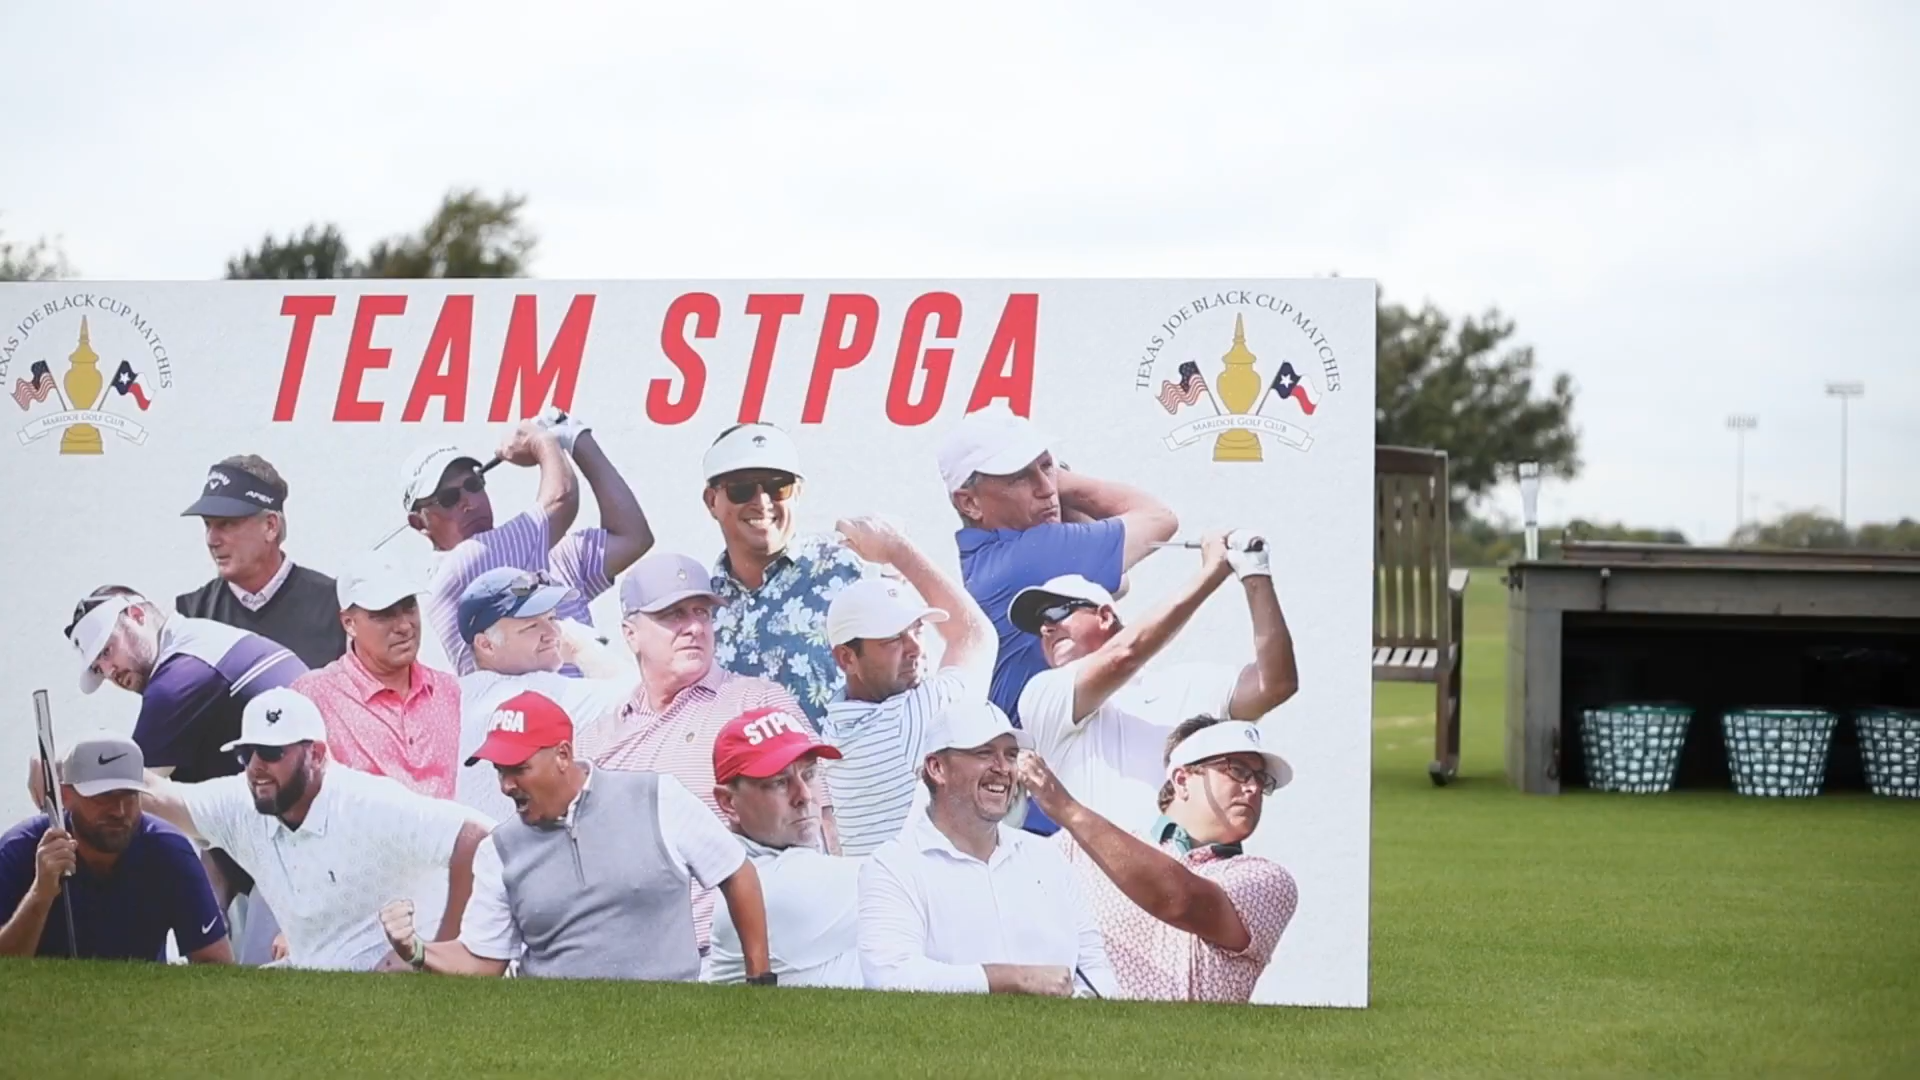 TEAM STPGA
TEXAS JOE BLACK CUP MATCHES
MARIDOE GOLF CLUB
TEXAS JOE BLACK CUP MATCHES
MARIDOE GOLF CLUB
APEX
STPGA